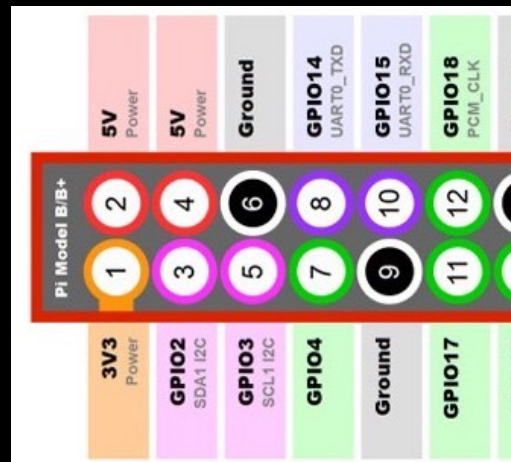 5V
Power
5V
Power
Ground
GPIO14
UART0_TXD
GPIO15
UART0_RXD
GPIO18
PCM_CLK
Pi Model B/B+
2
4
6
8
10
12
1
3
5
7
9
11
3V3
Power
GPIO2
SDA1 I2C
GPIO3
SCL1 I2C
GPIO4
Ground
GPIO17